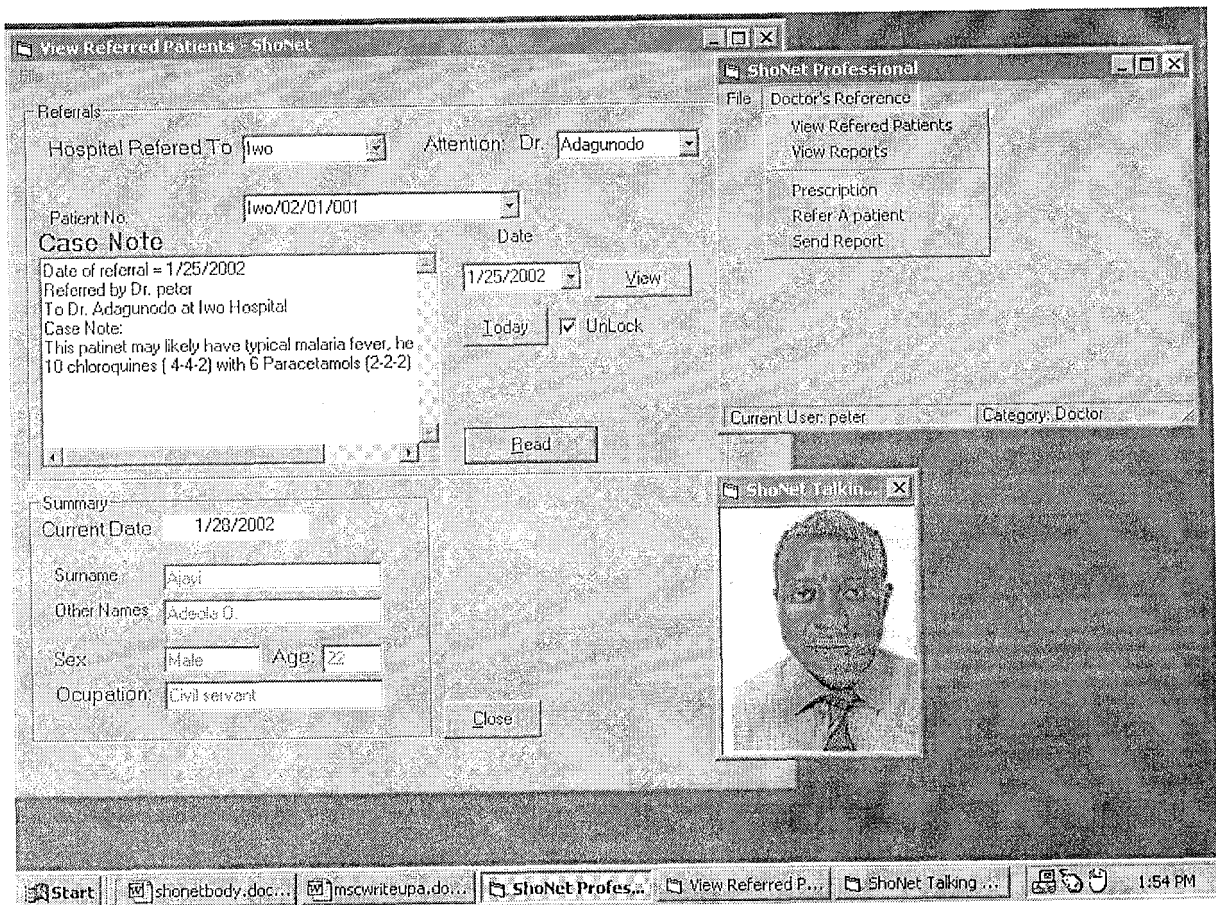 View Referred Patients - ShoNet
File
Referrals
Hospital Refered To Iwo Attention: Dr. Adagunodo
Patient No. Iwo/02/01/001
Case Note
Date
Date of referral = 1/25/2002
Referred by Dr. peter
To Dr. Adagunodo at Iwo Hospital
Case Note:
This patinet may likely have typical malaria fever, he
10 chloroquines ( 4-4-2) with 6 Paracetamols (2-2-2)
1/25/2002 View
Today UnLock
Read
Summary
Current Date 1/28/2002
Surname Ajayi
Other Names Adeola O.
Sex Male Age: 22
Ocupation: Civil servant
Close
ShoNet Professional
File Doctor's Reference
View Refered Patients
View Reports
Prescription
Refer A patient
Send Report
Current User: peter Category: Doctor
ShoNet Talkin...
Start shonetbody.doc... mscwriteupa.do... ShoNet Profes... View Referred P... ShoNet Talking ... 1:54 PM